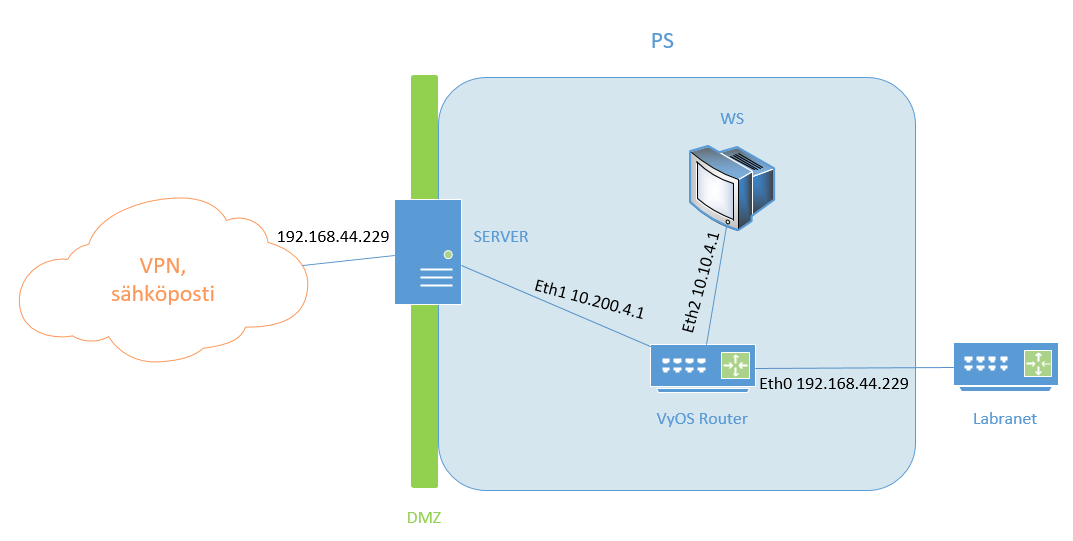 PS
WS
192.168.44.229
SERVER
VPN,
sähköposti
Eth1 10.200.4.1
Eth2 10.10.4.1
Eth0 192.168.44.229
VyOS Router
Labranet
DMZ